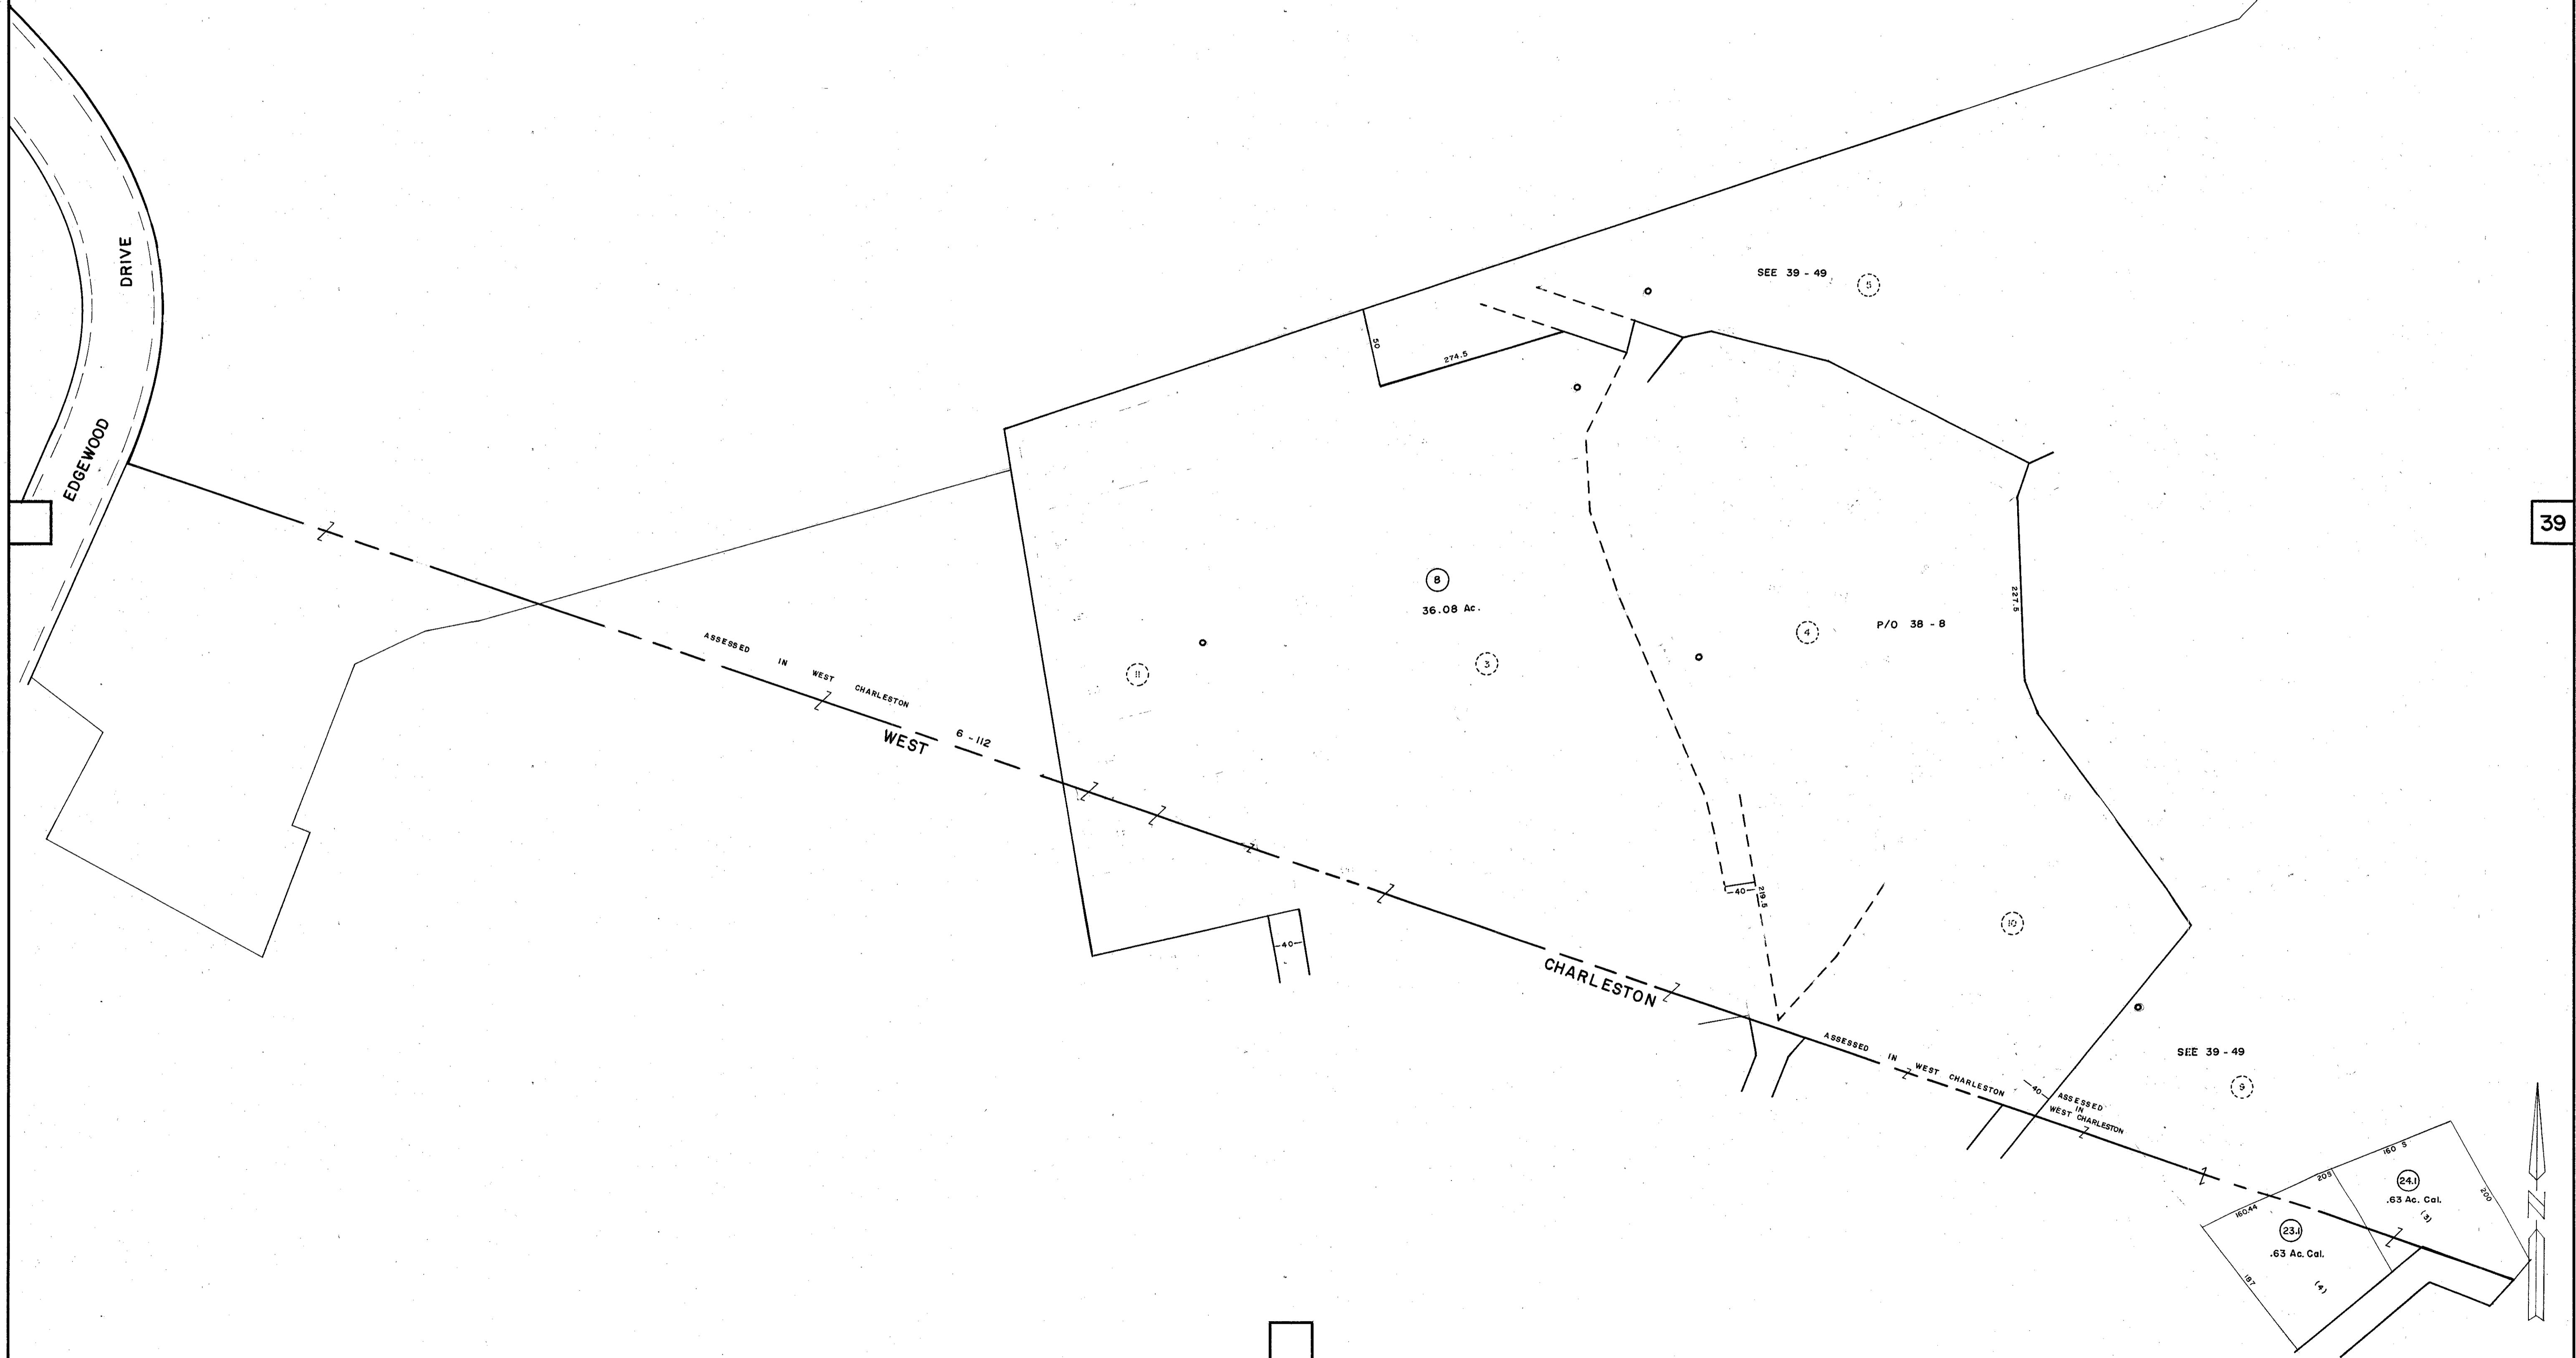 DRIVE
EDGEWOOD
SEE 39 - 49
5
50
274.5
39
8
36.08 Ac.
227.5
4
P/O 38 - 8
3
11
ASSESSED IN WEST CHARLESTON
WEST
6 - 112
-40-
219.5
10
-40-
CHARLESTON
ASSESSED IN WEST CHARLESTON
40
ASSESSED
IN
WEST CHARLESTON
SEE 39 - 49
9
160 S
205
24.1
.63 Ac. Cal.
(3)
200
N
160.44
23.1
.63 Ac. Cal.
(4)
187